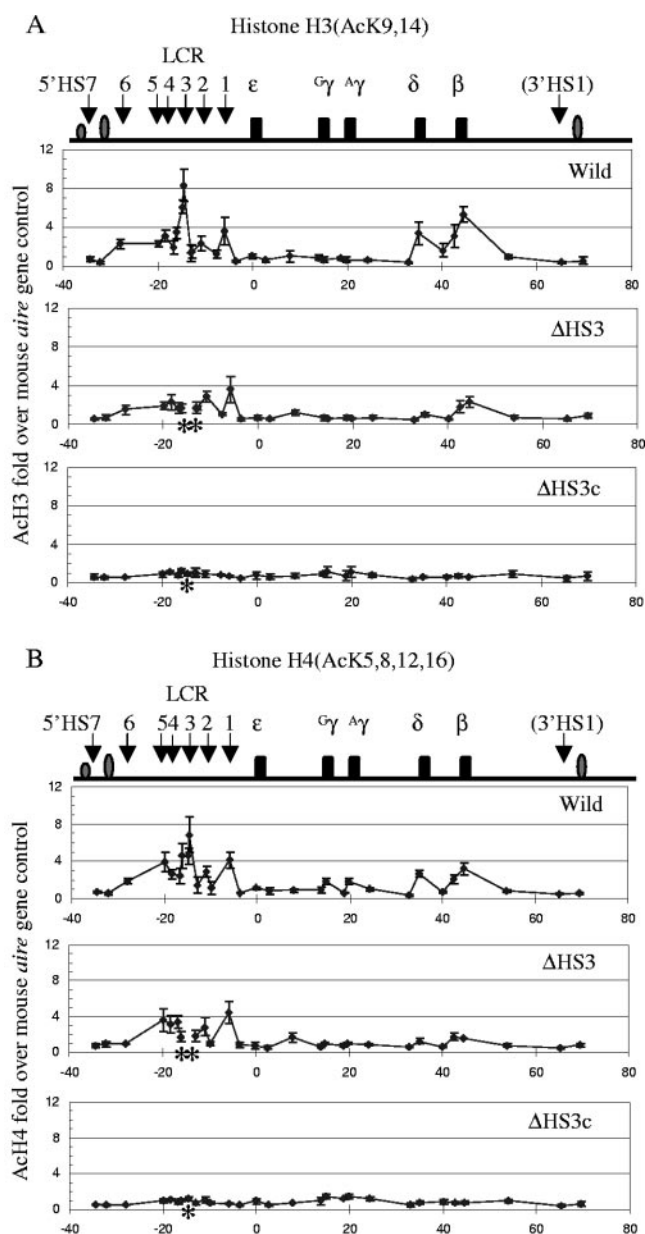 A
Histone H3(AcK9,14)
LCR
5'HS7 6 5 4 3 2 1 ε Gγ Aγ δ β (3'HS1)
AcH3 fold over mouse aire gene control
Wild
12
8
4
0
-40 -20 0 20 40 60 80
ΔHS3
12
8
4
0
**
-40 -20 0 20 40 60 80
ΔHS3c
12
8
4
0
*
-40 -20 0 20 40 60 80
B
Histone H4(AcK5,8,12,16)
LCR
5'HS7 6 54 3 2 1 ε Gγ Aγ δ β (3'HS1)
AcH4 fold over mouse aire gene control
Wild
12
8
4
0
-40 -20 0 20 40 60 80
ΔHS3
12
8
4
0
**
-40 -20 0 20 40 60 80
ΔHS3c
12
8
4
0
*
-40 -20 0 20 40 60 80